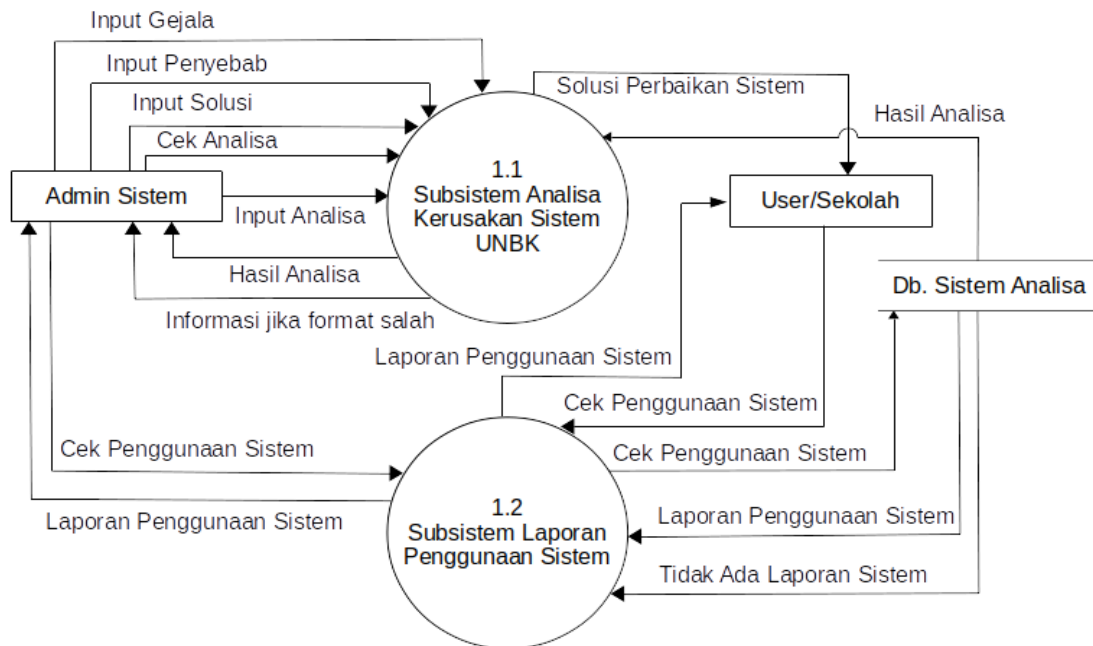 Input Gejala
Input Penyebab
Solusi Perbaikan Sistem
Input Solusi
Hasil Analisa
Cek Analisa
1.1
Subsistem Analisa
Kerusakan Sistem
UNBK
Admin Sistem
User/Sekolah
Input Analisa
Hasil Analisa
Db. Sistem Analisa
Informasi jika format salah
Laporan Penggunaan Sistem
Cek Penggunaan Sistem
Cek Penggunaan Sistem
Cek Penggunaan Sistem
1.2
Subsistem Laporan
Penggunaan Sistem
Laporan Penggunaan Sistem
Laporan Penggunaan Sistem
Tidak Ada Laporan Sistem